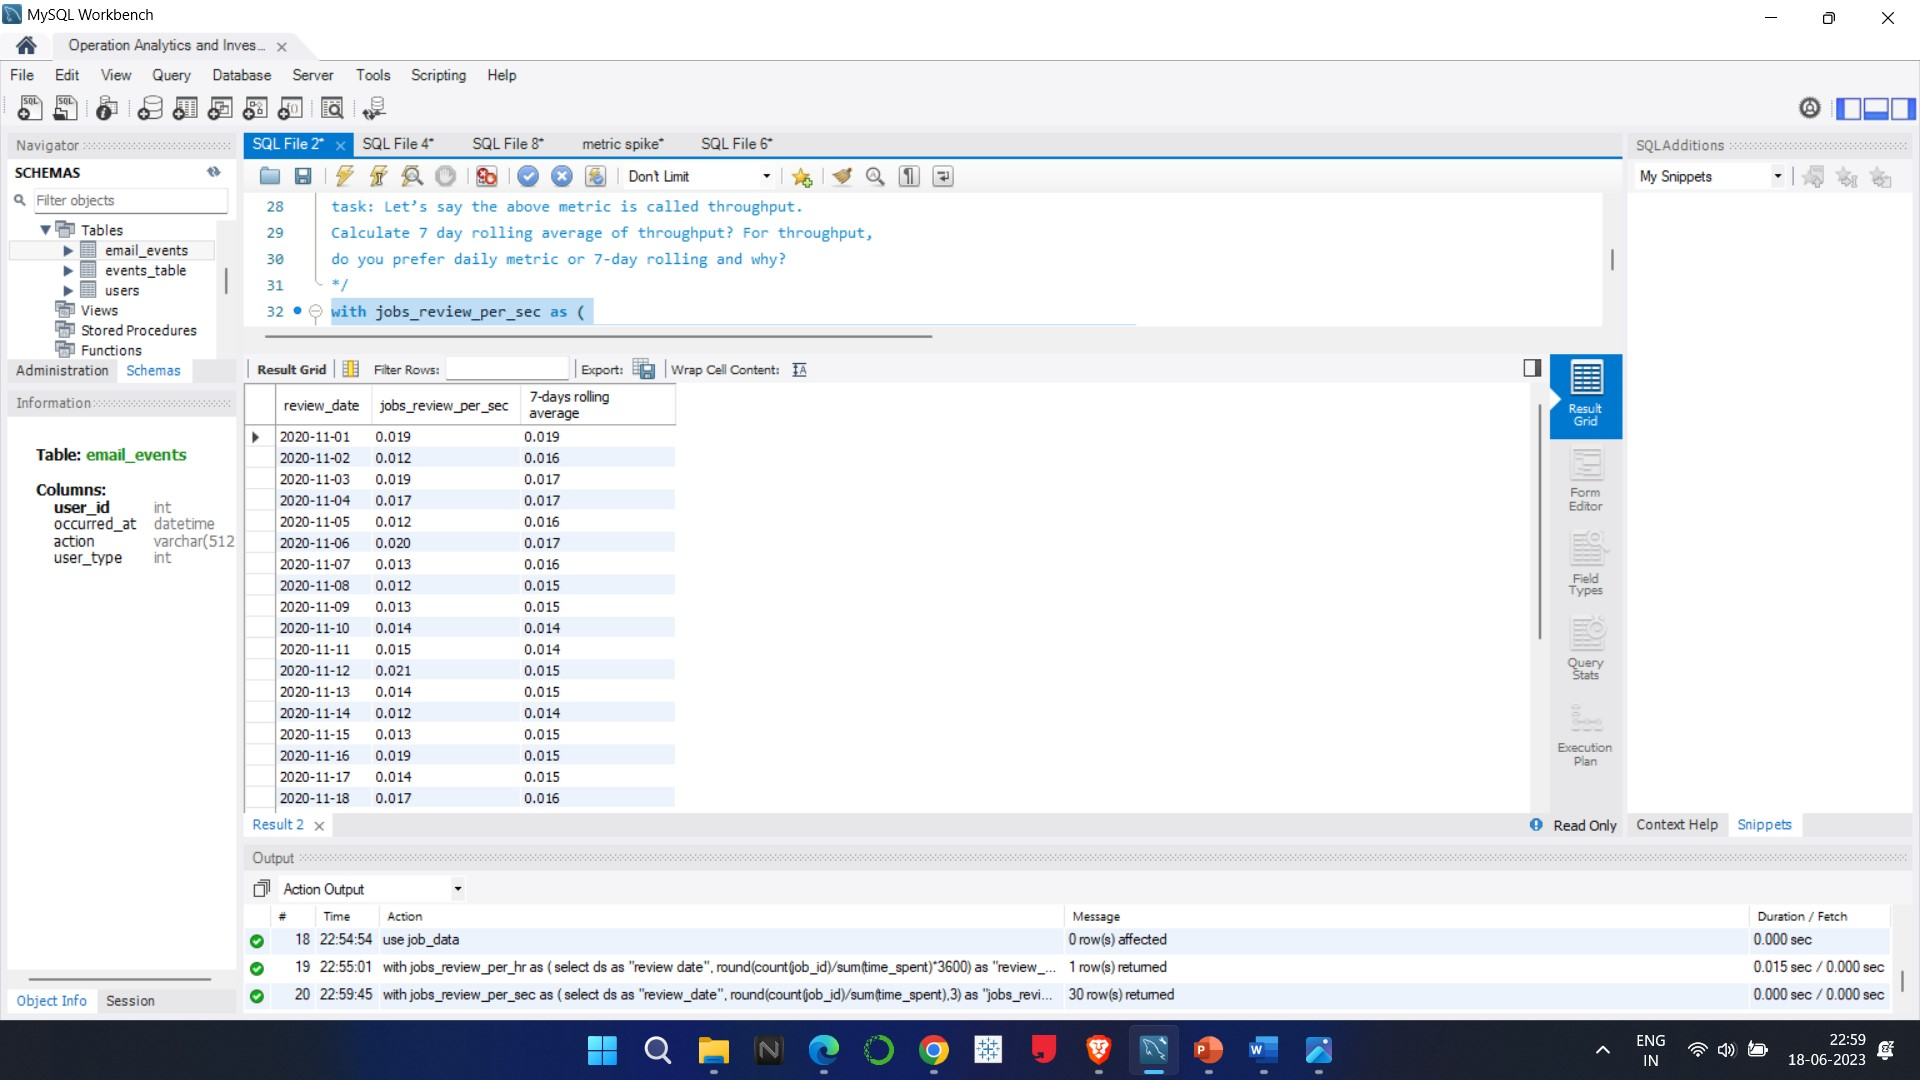 MySQL Workbench
Operation Analytics and Inves...
File Edit View Query Database Server Tools Scripting Help
Navigator
SCHEMAS
Filter objects
Tables
email_events
events_table
users
Views
Stored Procedures
Functions
Administration Schemas
Information
Table: email_events
Columns:
user_id int
occurred_at datetime
action varchar(512
user_type int
Object Info Session
SQL File 2* SQL File 4* SQL File 8* metric spike* SQL File 6*
Don't Limit
28 task: Let’s say the above metric is called throughput.
29 Calculate 7 day rolling average of throughput? For throughput,
30 do you prefer daily metric or 7-day rolling and why?
31 */
32 with jobs_review_per_sec as (
Result Grid Filter Rows: Export: Wrap Cell Content:
review_date jobs_review_per_sec 7-days rolling average
2020-11-01 0.019 0.019
2020-11-02 0.012 0.016
2020-11-03 0.019 0.017
2020-11-04 0.017 0.017
2020-11-05 0.012 0.016
2020-11-06 0.020 0.017
2020-11-07 0.013 0.016
2020-11-08 0.012 0.015
2020-11-09 0.013 0.015
2020-11-10 0.014 0.014
2020-11-11 0.015 0.014
2020-11-12 0.021 0.015
2020-11-13 0.014 0.015
2020-11-14 0.012 0.014
2020-11-15 0.013 0.015
2020-11-16 0.019 0.015
2020-11-17 0.014 0.015
2020-11-18 0.017 0.016
Result
Grid
Form
Editor
Field
Types
Query
Stats
Execution
Plan
Result 2
Read Only
SQLAdditions
My Snippets
Context Help Snippets
Output
Action Output
# Time Action Message Duration / Fetch
18 22:54:54 use job_data 0 row(s) affected 0.000 sec
19 22:55:01 with jobs_review_per_hr as ( select ds as "review date", round(count(job_id)/sum(time_spent)*3600) as "review_... 1 row(s) returned 0.015 sec / 0.000 sec
20 22:59:45 with jobs_review_per_sec as ( select ds as "review_date", round(count(job_id)/sum(time_spent),3) as "jobs_revi... 30 row(s) returned 0.000 sec / 0.000 sec
ENG
IN
22:59
18-06-2023